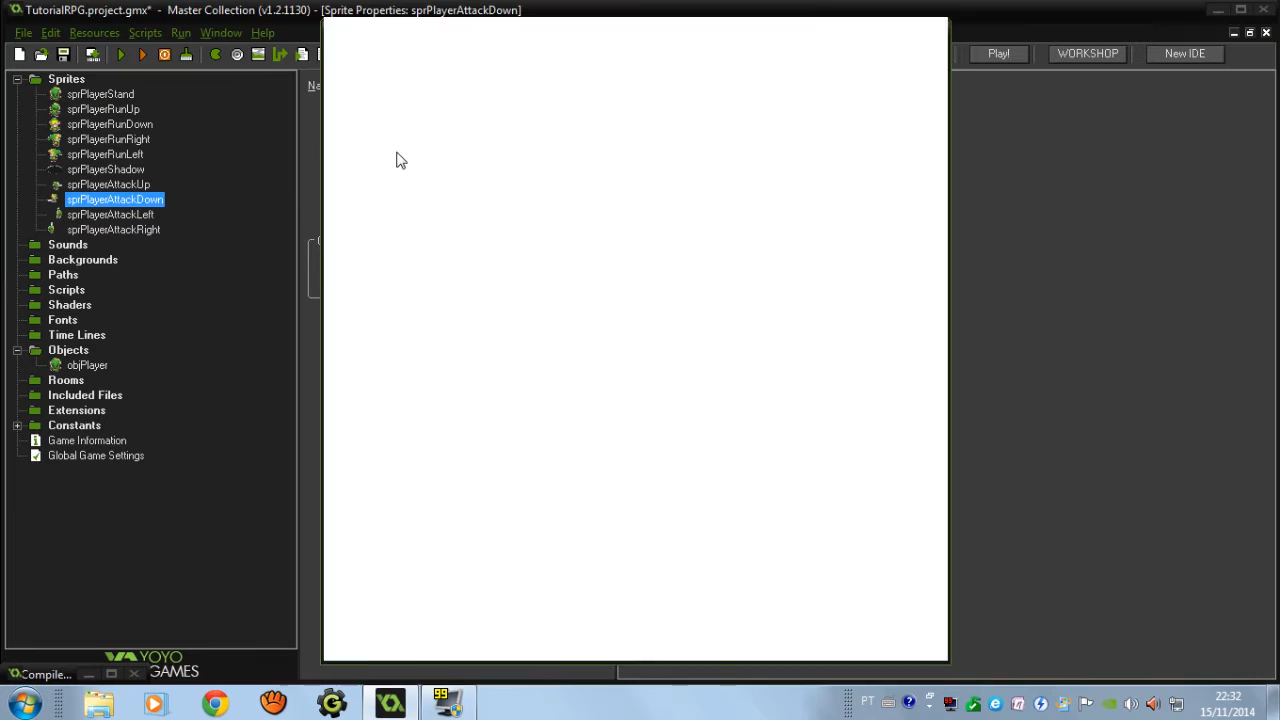 TutorialRPG.project.gmx* - Master Collection (v1.2.1130) - [Sprite Properties: sprPlayerAttackDown]
File Edit Resources Scripts Run Window Help
Play! WORKSHOP New IDE
Sprites
sprPlayerStand
sprPlayerRunUp
sprPlayerRunDown
sprPlayerRunRight
sprPlayerRunLeft
sprPlayerShadow
sprPlayerAttackUp
sprPlayerAttackDown
sprPlayerAttackLeft
sprPlayerAttackRight
Sounds
Backgrounds
Paths
Scripts
Shaders
Fonts
Time Lines
Objects
objPlayer
Rooms
Included Files
Extensions
Constants
Game Information
Global Game Settings
YOYO
GAMES
Compile...
99
PT
22:32
15/11/2014